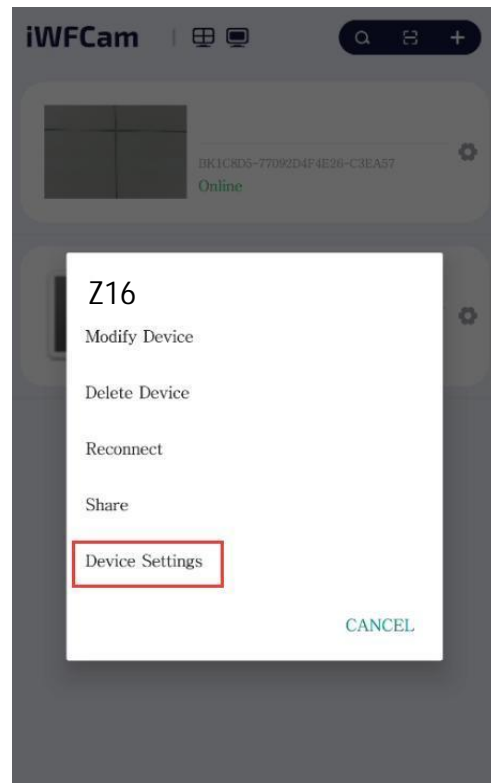 iWFCam
BK1C8D5-77092D4F4E26-C3EA57
Online
Z16
Modify Device
Delete Device
Reconnect
Share
Device Settings
CANCEL